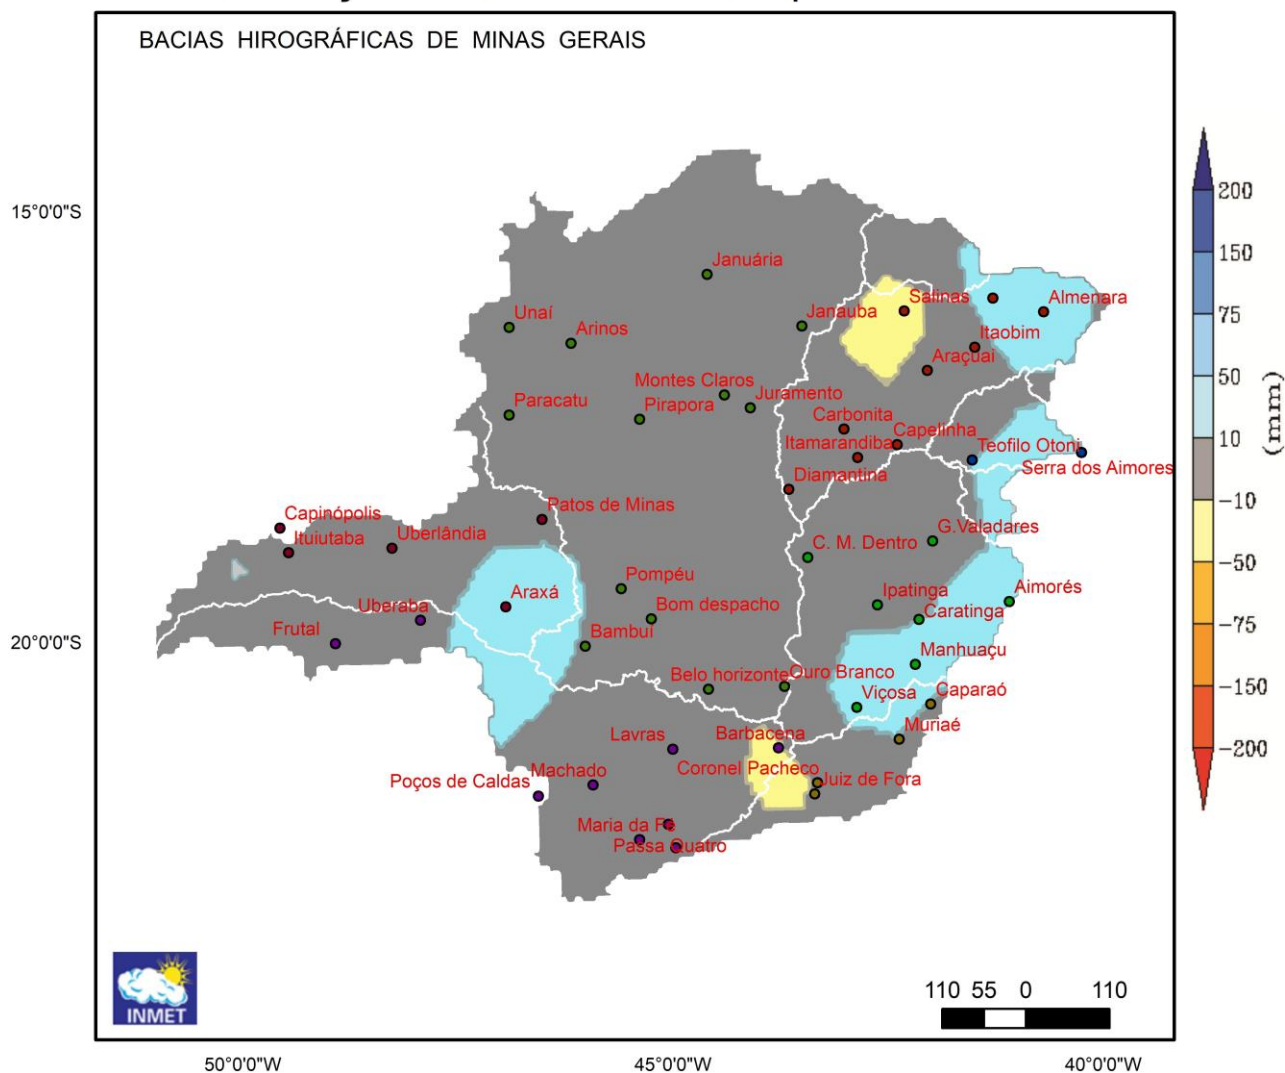 BACIAS HIROGRÁFICAS DE MINAS GERAIS
15°0'0"S
20°0'0"S
50°0'0"W
45°0'0"W
40°0'0"W
Januária
Unaí
Arinos
Janauba
Salinas
Almenara
Itaobim
Araçuai
Montes Claros
Juramento
Paracatu
Pirapora
Carbonita
Capelinha
Itamarandiba
Teofilo Otoni
Serra dos Aimores
Diamantina
Patos de Minas
Capinópolis
Uberlândia
Ituiutaba
G.Valadares
C. M. Dentro
Araxá
Pompéu
Ipatinga
Aimorés
Uberaba
Bom despacho
Caratinga
Frutal
Bambuí
Manhuaçu
Belo horizonte
Ouro Branco
Viçosa
Caparaó
Muriaé
Lavras
Barbacena
Coronel Pacheco
Juiz de Fora
Machado
Poços de Caldas
Maria da Fé
Passa Quatro
200
150
75
50
10
-10
-50
-75
-150
-200
(mm)
INMET
110 55 0 110